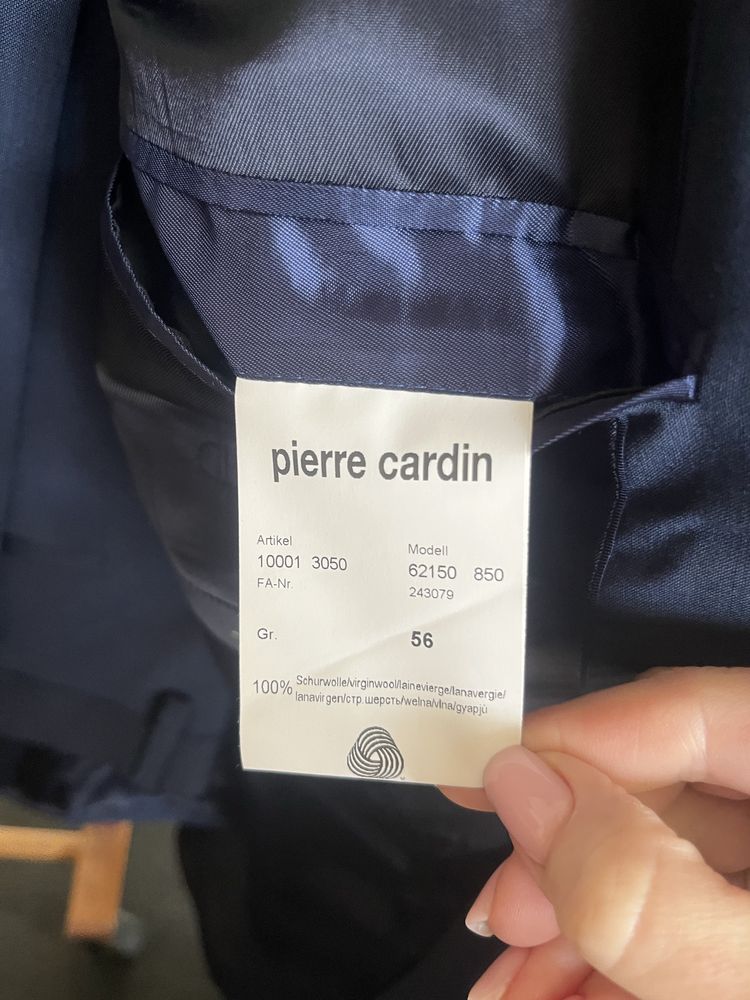 pierre cardin
Artikel
10001 3050
FA-Nr.
Modell
62150 850
243079
Gr. 56
100% Schurwolle/virginwool/lainevierge/lanavergie/
lanavirgen/стр.шерсть/wełna/vlna/gyapjú